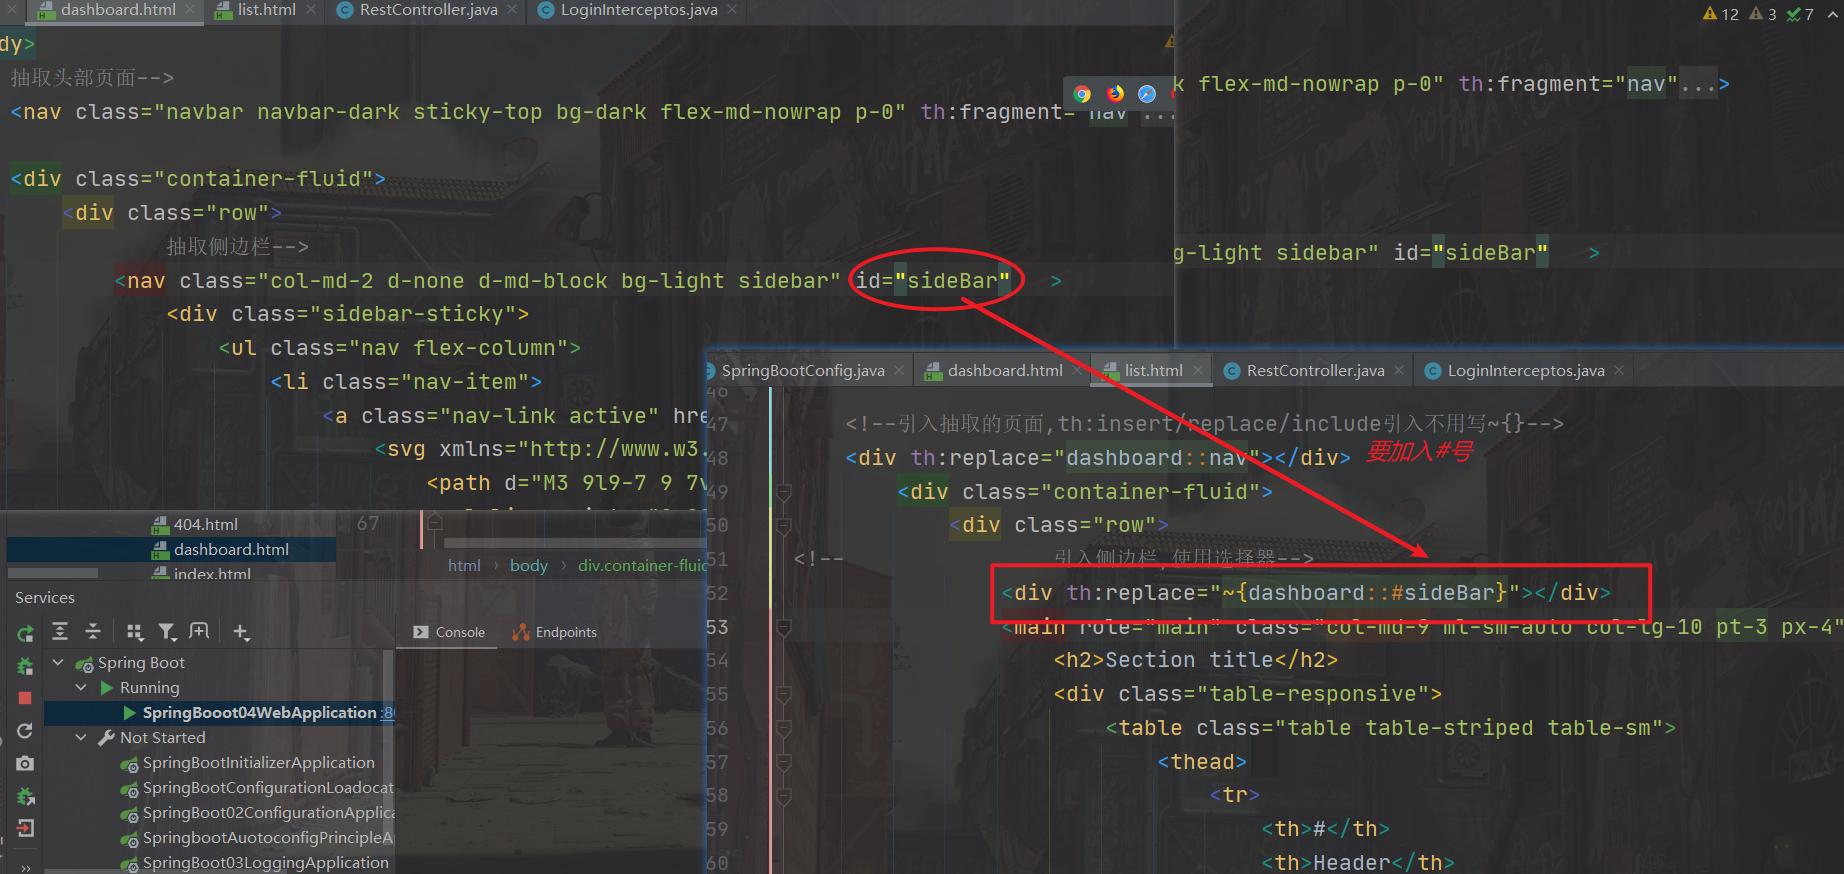 dashboard.html
list.html
RestController.java
LoginInterceptos.java
12 3 7
dy>
抽取头部页面-->
<nav class="navbar navbar-dark sticky-top bg-dark flex-md-nowrap p-0" th:fragment="nav"...
k flex-md-nowrap p-0" th:fragment="nav"...>
<div class="container-fluid">
<div class="row">
抽取侧边栏-->
<nav class="col-md-2 d-none d-md-block bg-light sidebar" id="sideBar" >
g-light sidebar" id="sideBar" >
<div class="sidebar-sticky">
<ul class="nav flex-column">
<li class="nav-item">
<a class="nav-link active" hre
<svg xmlns="http://www.w3.
<path d="M3 9l9-7 9 7v
67
html › body › div.container-fluid
404.html
dashboard.html
index.html
Services
Console
Endpoints
Spring Boot
Running
SpringBooot04WebApplication :80
Not Started
SpringBootInitializerApplication
SpringBootConfigurationLoadocat
SpringBoot02ConfigurationApplica
SpringbootAuotoconfigPrincipleA
SpringBoot03LoggingApplication
SpringBootConfig.java
dashboard.html
list.html
RestController.java
LoginInterceptos.java
46
47 <!--引入抽取的页面,th:insert/replace/include引入不用写~{}-->
48 <div th:replace="dashboard::nav"></div>
要加入#号
49 <div class="container-fluid">
50 <div class="row">
51 <!-- 引入侧边栏,使用选择器-->
52 <div th:replace="~{dashboard::#sideBar}"></div>
53 <main role="main" class="col-md-9 ml-sm-auto col-lg-10 pt-3 px-4"
54 <h2>Section title</h2>
55 <div class="table-responsive">
56 <table class="table table-striped table-sm">
57 <thead>
58 <tr>
59 <th>#</th>
60 <th>Header</th>